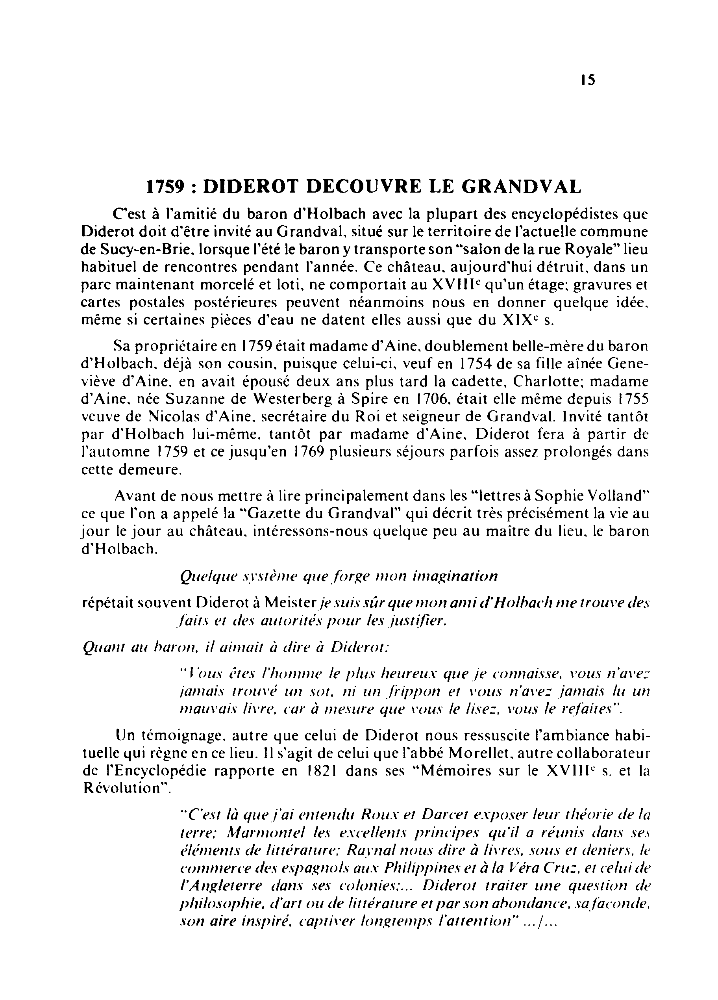 15
1759 : DIDEROT DECOUVRE LE GRANDVAL
C'est à l'amitié du baron d'Holbach avec la plupart des encyclopédistes que
Diderot doit d'être invité au Grandval, situé sur le territoire de l'actuelle commune
de Sucy-en-Brie, lorsque l'été le baron y transporte son “salon de la rue Royale” lieu
habituel de rencontres pendant l'année. Ce château, aujourd'hui détruit, dans un
parc maintenant morcelé et loti, ne comportait au XVIIIe qu'un étage; gravures et
cartes postales postérieures peuvent néanmoins nous en donner quelque idée,
même si certaines pièces d'eau ne datent elles aussi que du XIXe s.
Sa propriétaire en 1759 était madame d'Aine, doublement belle-mère du baron
d'Holbach, déjà son cousin, puisque celui-ci, veuf en 1754 de sa fille aînée Gene-
viève d'Aine, en avait épousé deux ans plus tard la cadette, Charlotte; madame
d'Aine, née Suzanne de Westerberg à Spire en 1706, était elle même depuis 1755
veuve de Nicolas d'Aine, secrétaire du Roi et seigneur de Grandval. Invité tantôt
par d'Holbach lui-même, tantôt par madame d'Aine, Diderot fera à partir de
l'automne 1759 et ce jusqu'en 1769 plusieurs séjours parfois assez prolongés dans
cette demeure.
Avant de nous mettre à lire principalement dans les “lettres à Sophie Volland”
ce que l'on a appelé la “Gazette du Grandval” qui décrit très précisément la vie au
jour le jour au château, intéressons-nous quelque peu au maître du lieu, le baron
d'Holbach.
Quelque système que forge mon imagination
répétait souvent Diderot à Meister je suis sûr que mon ami d'Holbach me trouve des
faits et des autorités pour les justifier.
Quant au baron, il aimait à dire à Diderot:
“Vous êtes l'homme le plus heureux que je connaisse, vous n'avez
jamais trouvé un sot, ni un frippon et vous n'avez jamais lu un
mauvais livre, car à mesure que vous le lisez, vous le refaites”.
Un témoignage, autre que celui de Diderot nous ressuscite l'ambiance habi-
tuelle qui règne en ce lieu. Il s'agit de celui que l'abbé Morellet, autre collaborateur
de l'Encyclopédie rapporte en 1821 dans ses “Mémoires sur le XVIIIe s. et la
Révolution”.
“C'est là que j'ai entendu Roux et Darcet exposer leur théorie de la
terre; Marmontel les excellents principes qu'il a réunis dans ses
éléments de littérature; Raynal nous dire à livres, sous et deniers, le
commerce des espagnols aux Philippines et à la Véra Cruz, et celui de
l'Angleterre dans ses colonies;... Diderot traiter une question de
philosophie, d'art ou de littérature et par son abondance, sa faconde,
son aire inspiré, captiver longtemps l'attention” .../...